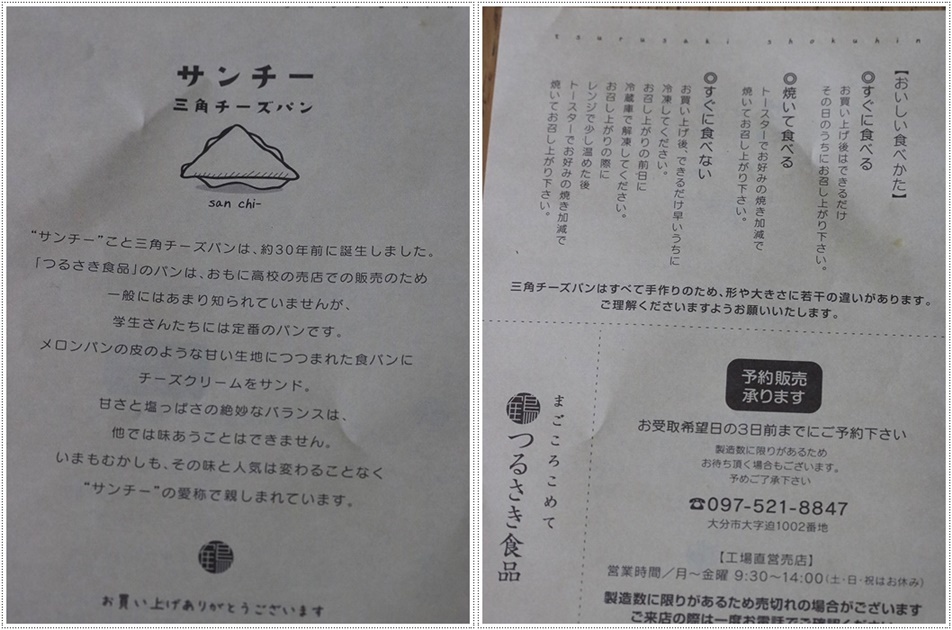 サンチー
三角チーズパン
san chi-
“サンチー”こと三角チーズパンは、約30年前に誕生しました。
「つるさき食品」のパンは、おもに高校の売店での販売のため
一般にはあまり知られていませんが、
学生さんたちには定番のパンです。
メロンパンの皮のような甘い生地につつまれた食パンに
チーズクリームをサンド。
甘さと塩っぱさの絶妙なバランスは、
他では味あうことはできません。
いまもむかしも、その味と人気は変わることなく
“サンチー”の愛称で親しまれています。
お買い上げありがとうございます
tsurusaki shokuhin
【おいしい食べかた】
◎すぐに食べる
お買い上げ後はできるだけ
その日のうちにお召し上がり下さい。
◎焼いて食べる
トースターでお好みの焼き加減で
焼いてお召し上がり下さい。
◎すぐに食べない
お買い上げ後、できるだけ早いうちに
冷凍してください。
お召し上がりの前日に
冷蔵庫で解凍してください。
お召し上がりの際に
レンジで少し温めた後
トースターでお好みの焼き加減で
焼いてお召し上がり下さい。
三角チーズパンはすべて手作りのため、形や大きさに若干の違いがあります。
ご理解くださいますようお願いいたします。
まごころこめて
つるさき食品
予約販売
承ります
お受取希望日の3日前までにご予約下さい
製造数に限りがあるため
お待ち頂く場合もございます。
予めご了承下さい
☎097-521-8847
大分市大字迫1002番地
【工場直営売店】
営業時間／月〜金曜 9:30〜14:00(土・日・祝はお休み)
製造数に限りがあるため売切れの場合がございます
ご来店の際は一度お電話でご確認ください